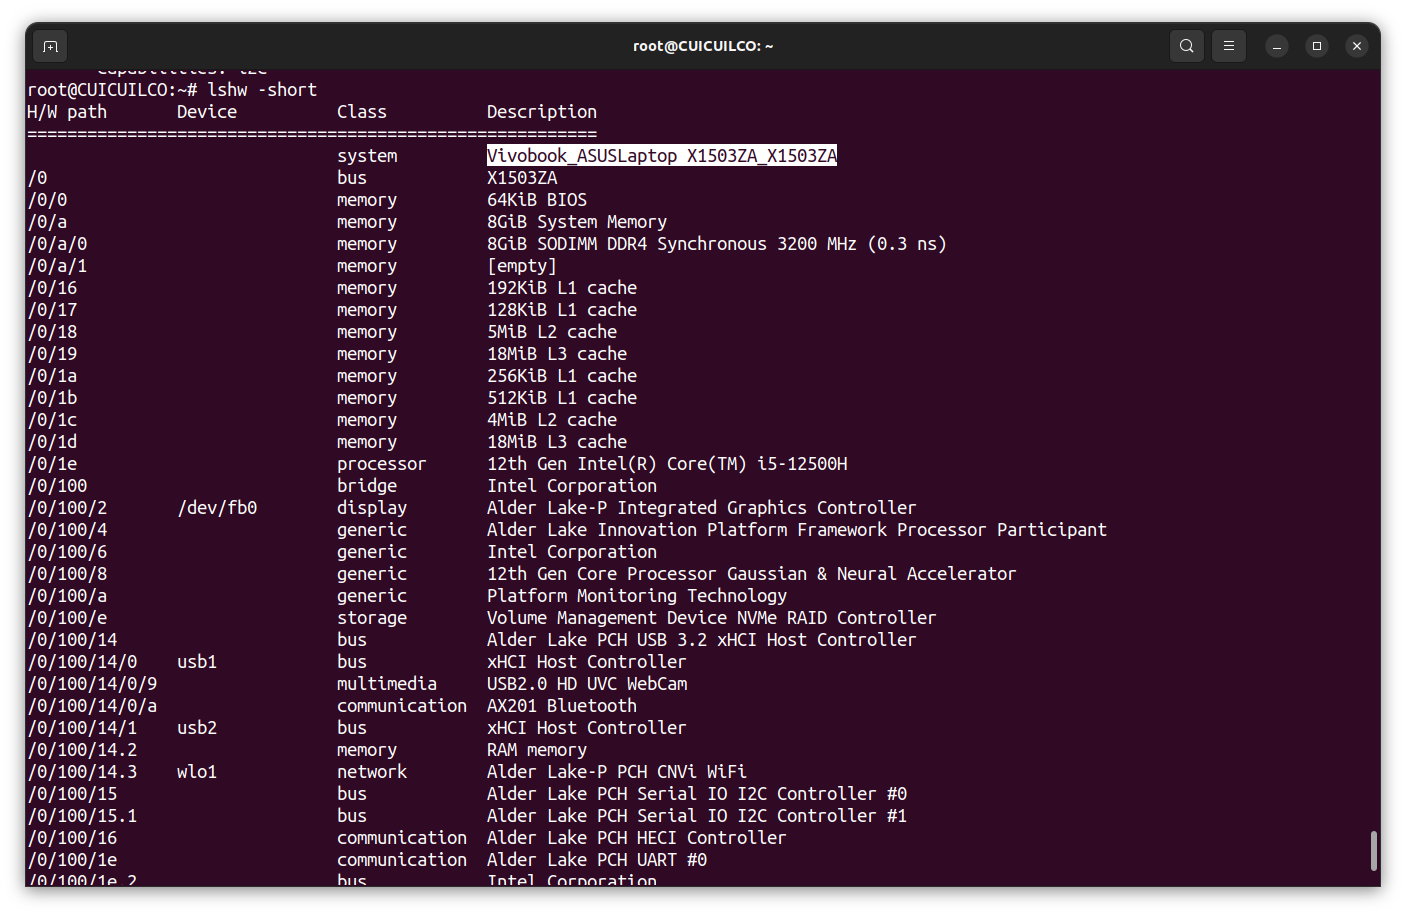 root@CUICUILCO: ~
capabilities: i2c
root@CUICUILCO:~# lshw -short
H/W path       Device          Class          Description
=========================================================
                               system         Vivobook_ASUSLaptop X1503ZA_X1503ZA
/0                             bus            X1503ZA
/0/0                           memory         64KiB BIOS
/0/a                           memory         8GiB System Memory
/0/a/0                         memory         8GiB SODIMM DDR4 Synchronous 3200 MHz (0.3 ns)
/0/a/1                         memory         [empty]
/0/16                          memory         192KiB L1 cache
/0/17                          memory         128KiB L1 cache
/0/18                          memory         5MiB L2 cache
/0/19                          memory         18MiB L3 cache
/0/1a                          memory         256KiB L1 cache
/0/1b                          memory         512KiB L1 cache
/0/1c                          memory         4MiB L2 cache
/0/1d                          memory         18MiB L3 cache
/0/1e                          processor      12th Gen Intel(R) Core(TM) i5-12500H
/0/100                         bridge         Intel Corporation
/0/100/2       /dev/fb0        display        Alder Lake-P Integrated Graphics Controller
/0/100/4                       generic        Alder Lake Innovation Platform Framework Processor Participant
/0/100/6                       generic        Intel Corporation
/0/100/8                       generic        12th Gen Core Processor Gaussian & Neural Accelerator
/0/100/a                       generic        Platform Monitoring Technology
/0/100/e                       storage        Volume Management Device NVMe RAID Controller
/0/100/14                      bus            Alder Lake PCH USB 3.2 xHCI Host Controller
/0/100/14/0    usb1            bus            xHCI Host Controller
/0/100/14/0/9                  multimedia     USB2.0 HD UVC WebCam
/0/100/14/0/a                  communication  AX201 Bluetooth
/0/100/14/1    usb2            bus            xHCI Host Controller
/0/100/14.2                    memory         RAM memory
/0/100/14.3    wlo1            network        Alder Lake-P PCH CNVi WiFi
/0/100/15                      bus            Alder Lake PCH Serial IO I2C Controller #0
/0/100/15.1                    bus            Alder Lake PCH Serial IO I2C Controller #1
/0/100/16                      communication  Alder Lake PCH HECI Controller
/0/100/1e                      communication  Alder Lake PCH UART #0
/0/100/1e.2                    bus            Intel Corporation